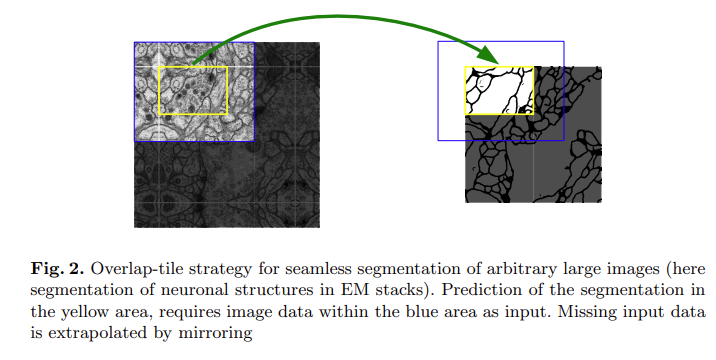 Fig. 2. Overlap-tile strategy for seamless segmentation of arbitrary large images (here
segmentation of neuronal structures in EM stacks). Prediction of the segmentation in
the yellow area, requires image data within the blue area as input. Missing input data
is extrapolated by mirroring